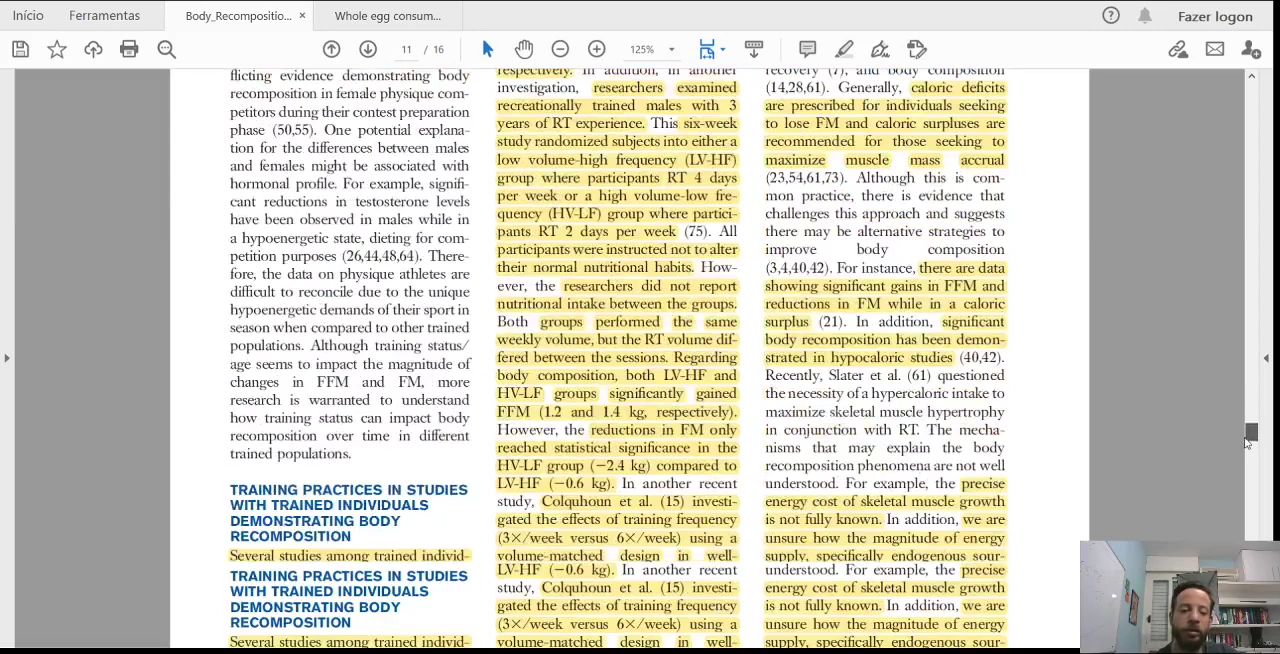 Início
Ferramentas
Body_Recompositio...
×
Whole egg consum...
Fazer logon
11 / 16
125%
flicting evidence demonstrating body
recomposition in female physique com-
petitors during their contest preparation
phase (50,55). One potential explana-
tion for the differences between males
and females might be associated with
hormonal profile. For example, signifi-
cant reductions in testosterone levels
have been observed in males while in
a hypoenergetic state, dieting for com-
petition purposes (26,44,48,64). There-
fore, the data on physique athletes are
difficult to reconcile due to the unique
hypoenergetic demands of their sport in
season when compared to other trained
populations. Although training status/
age seems to impact the magnitude of
changes in FFM and FM, more
research is warranted to understand
how training status can impact body
recomposition over time in different
trained populations.
TRAINING PRACTICES IN STUDIES
WITH TRAINED INDIVIDUALS
DEMONSTRATING BODY
RECOMPOSITION
Several studies among trained individ-
TRAINING PRACTICES IN STUDIES
WITH TRAINED INDIVIDUALS
DEMONSTRATING BODY
RECOMPOSITION
Several studies among trained individ-
respectively. In addition, in another
investigation, researchers examined
recreationally trained males with 3
years of RT experience. This six-week
study randomized subjects into either a
low volume-high frequency (LV-HF)
group where participants RT 4 days
per week or a high volume-low fre-
quency (HV-LF) group where partici-
pants RT 2 days per week (75). All
participants were instructed not to alter
their normal nutritional habits. How-
ever, the researchers did not report
nutritional intake between the groups.
Both groups performed the same
weekly volume, but the RT volume dif-
fered between the sessions. Regarding
body composition, both LV-HF and
HV-LF groups significantly gained
FFM (1.2 and 1.4 kg, respectively).
However, the reductions in FM only
reached statistical significance in the
HV-LF group (−2.4 kg) compared to
LV-HF (−0.6 kg). In another recent
study, Colquhoun et al. (15) investi-
gated the effects of training frequency
(3×/week versus 6×/week) using a
volume-matched design in well-
LV-HF (−0.6 kg). In another recent
study, Colquhoun et al. (15) investi-
gated the effects of training frequency
(3×/week versus 6×/week) using a
volume-matched design in well-
recovery (7), and body composition
(14,28,61). Generally, caloric deficits
are prescribed for individuals seeking
to lose FM and caloric surpluses are
recommended for those seeking to
maximize muscle mass accrual
(23,54,61,73). Although this is com-
mon practice, there is evidence that
challenges this approach and suggests
there may be alternative strategies to
improve body composition
(3,4,40,42). For instance, there are data
showing significant gains in FFM and
reductions in FM while in a caloric
surplus (21). In addition, significant
body recomposition has been demon-
strated in hypocaloric studies (40,42).
Recently, Slater et al. (61) questioned
the necessity of a hypercaloric intake to
maximize skeletal muscle hypertrophy
in conjunction with RT. The mecha-
nisms that may explain the body
recomposition phenomena are not well
understood. For example, the precise
energy cost of skeletal muscle growth
is not fully known. In addition, we are
unsure how the magnitude of energy
supply, specifically endogenous sour-
understood. For example, the precise
energy cost of skeletal muscle growth
is not fully known. In addition, we are
unsure how the magnitude of energy
supply, specifically endogenous sour-